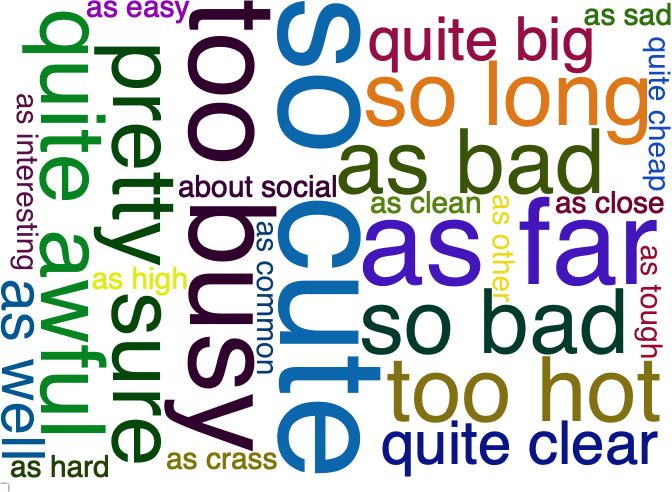 as easy
as sad
quite big
quite awful
pretty sure
too busy
so cute
so long
quite cheap
as interesting
as bad
about social
as clean
as other
as close
as far
as common
as tough
as high
as well
so bad
too hot
quite clear
as crass
as hard